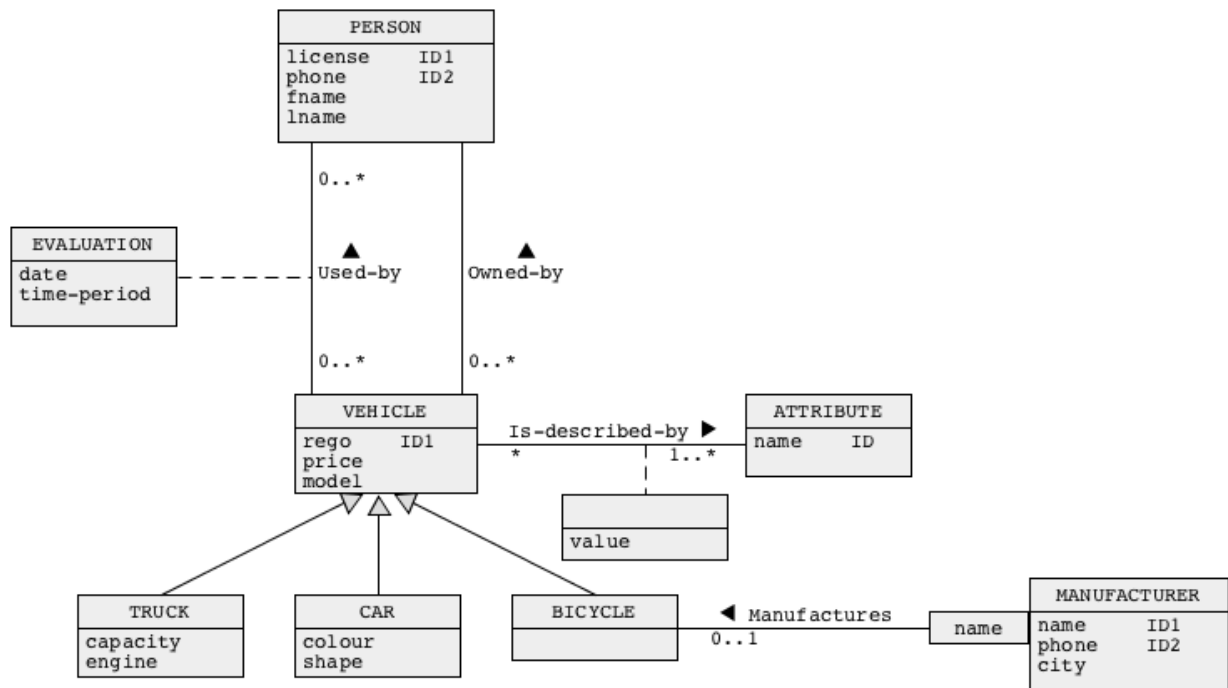 PERSON
license ID1
phone ID2
fname
lname
0..*
EVALUATION
date
time-period
Used-by
Owned-by
0..*
0..*
VEHICLE
rego ID1
price
model
Is-described-by
*
1..*
ATTRIBUTE
name ID
value
TRUCK
capacity
engine
CAR
colour
shape
BICYCLE
Manufactures
0..1
name
MANUFACTURER
name ID1
phone ID2
city